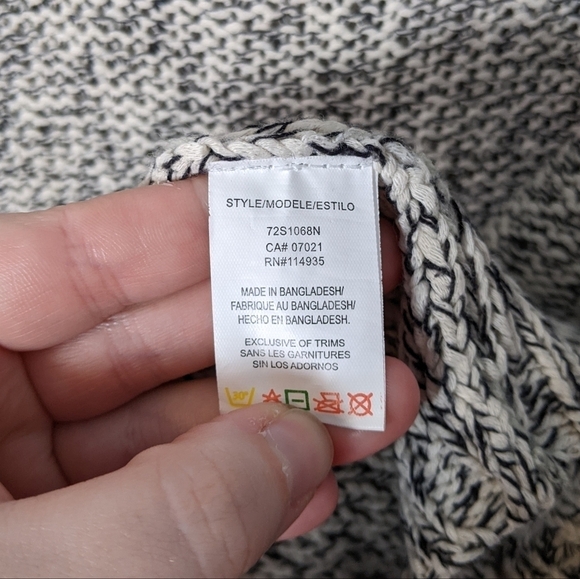 STYLE/MODELE/ESTILO
72S1068N
CA# 07021
RN#114935
MADE IN BANGLADESH/
FABRIQUE AU BANGLADESH/
HECHO EN BANGLADESH.
EXCLUSIVE OF TRIMS
SANS LES GARNITURES
SIN LOS ADORNOS
30°